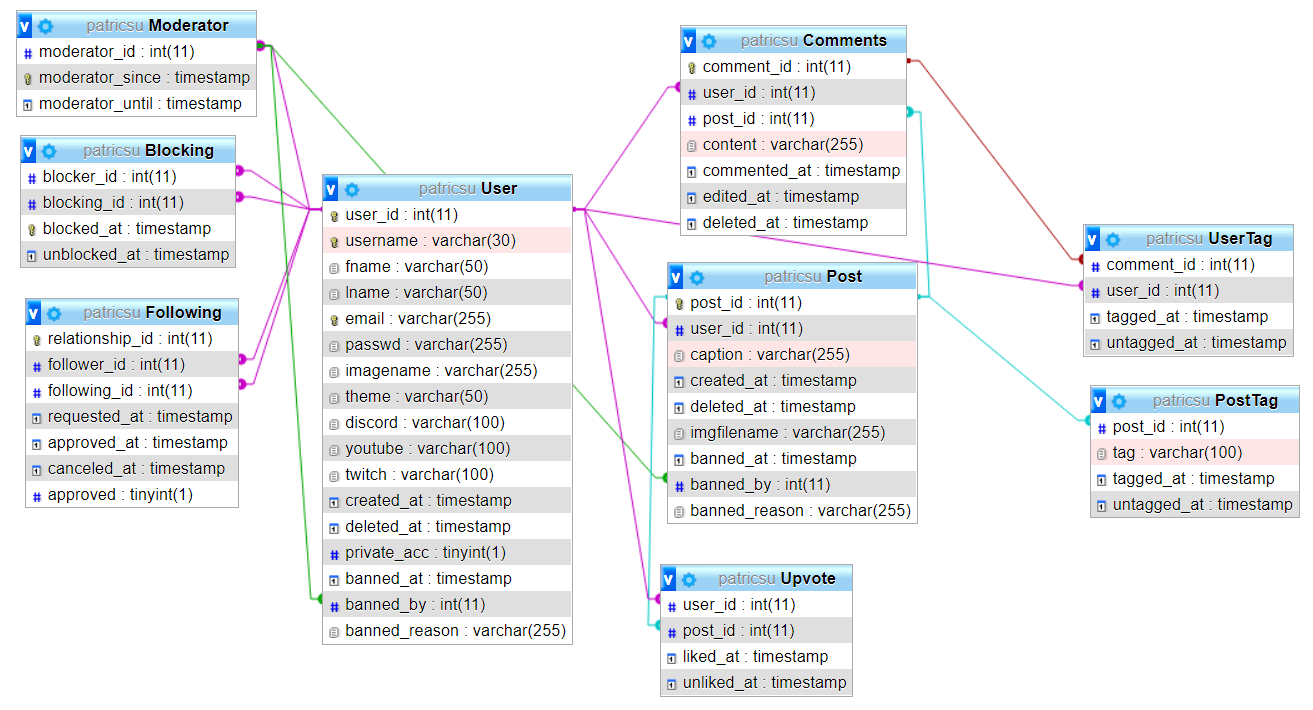 patricsu Moderator
moderator_id : int(11)
moderator_since : timestamp
moderator_until : timestamp
patricsu Blocking
blocker_id : int(11)
blocking_id : int(11)
blocked_at : timestamp
unblocked_at : timestamp
patricsu Following
relationship_id : int(11)
follower_id : int(11)
following_id : int(11)
requested_at : timestamp
approved_at : timestamp
canceled_at : timestamp
approved : tinyint(1)
patricsu User
user_id : int(11)
username : varchar(30)
fname : varchar(50)
lname : varchar(50)
email : varchar(255)
passwd : varchar(255)
imagename : varchar(255)
theme : varchar(50)
discord : varchar(100)
youtube : varchar(100)
twitch : varchar(100)
created_at : timestamp
deleted_at : timestamp
private_acc : tinyint(1)
banned_at : timestamp
banned_by : int(11)
banned_reason : varchar(255)
patricsu Comments
comment_id : int(11)
user_id : int(11)
post_id : int(11)
content : varchar(255)
commented_at : timestamp
edited_at : timestamp
deleted_at : timestamp
patricsu Post
post_id : int(11)
user_id : int(11)
caption : varchar(255)
created_at : timestamp
deleted_at : timestamp
imgfilename : varchar(255)
banned_at : timestamp
banned_by : int(11)
banned_reason : varchar(255)
patricsu Upvote
user_id : int(11)
post_id : int(11)
liked_at : timestamp
unliked_at : timestamp
patricsu UserTag
comment_id : int(11)
user_id : int(11)
tagged_at : timestamp
untagged_at : timestamp
patricsu PostTag
post_id : int(11)
tag : varchar(100)
tagged_at : timestamp
untagged_at : timestamp